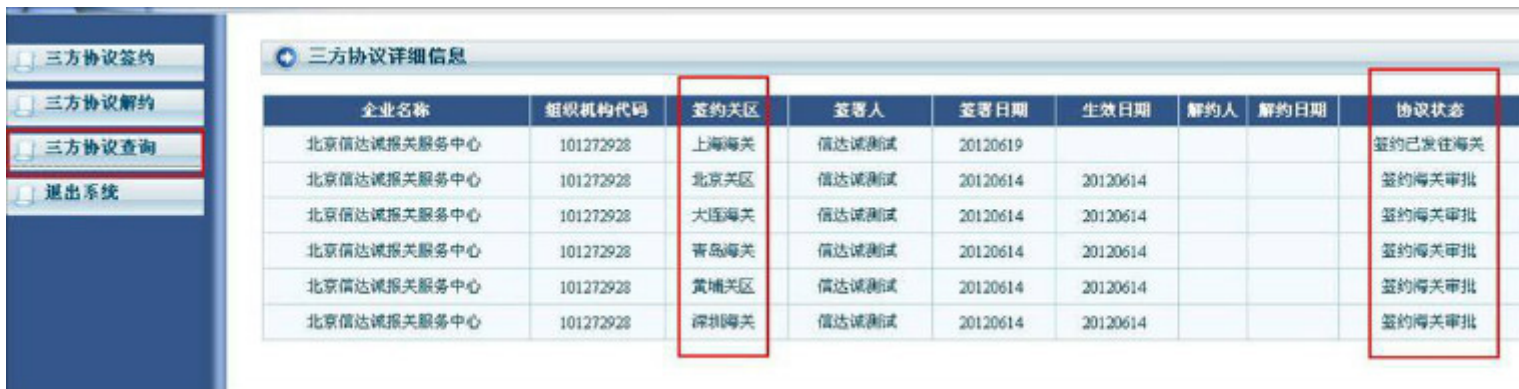 三方协议签约
三方协议解约
三方协议查询
退出系统
三方协议详细信息
企业名称 组织机构代码 签约关区 签署人 签署日期 生效日期 解约人 解约日期 协议状态
北京信达诚报关服务中心 101272928 上海海关 信达诚测试 20120619 签约已发往海关
北京信达诚报关服务中心 101272928 北京关区 信达诚测试 20120614 20120614 签约海关审批
北京信达诚报关服务中心 101272928 大连海关 信达诚测试 20120614 20120614 签约海关审批
北京信达诚报关服务中心 101272928 青岛海关 信达诚测试 20120614 20120614 签约海关审批
北京信达诚报关服务中心 101272928 黄埔关区 信达诚测试 20120614 20120614 签约海关审批
北京信达诚报关服务中心 101272928 深圳海关 信达诚测试 20120614 20120614 签约海关审批